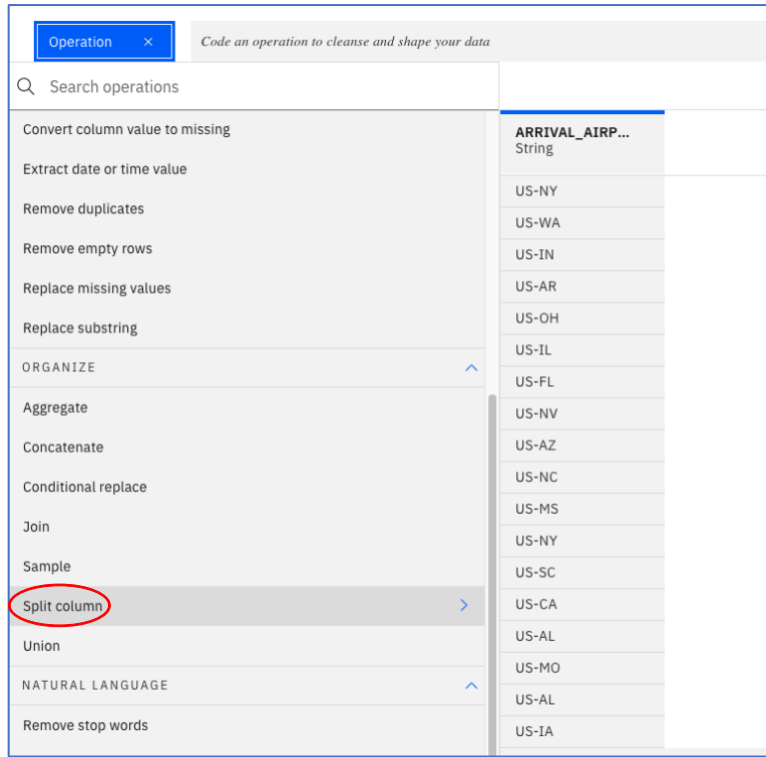 Operation ×
Code an operation to cleanse and shape your data
Search operations
Convert column value to missing
Extract date or time value
Remove duplicates
Remove empty rows
Replace missing values
Replace substring
ORGANIZE
Aggregate
Concatenate
Conditional replace
Join
Sample
Split column
Union
NATURAL LANGUAGE
Remove stop words
ARRIVAL_AIRP...
String
US-NY
US-WA
US-IN
US-AR
US-OH
US-IL
US-FL
US-NV
US-AZ
US-NC
US-MS
US-NY
US-SC
US-CA
US-AL
US-MO
US-AL
US-IA